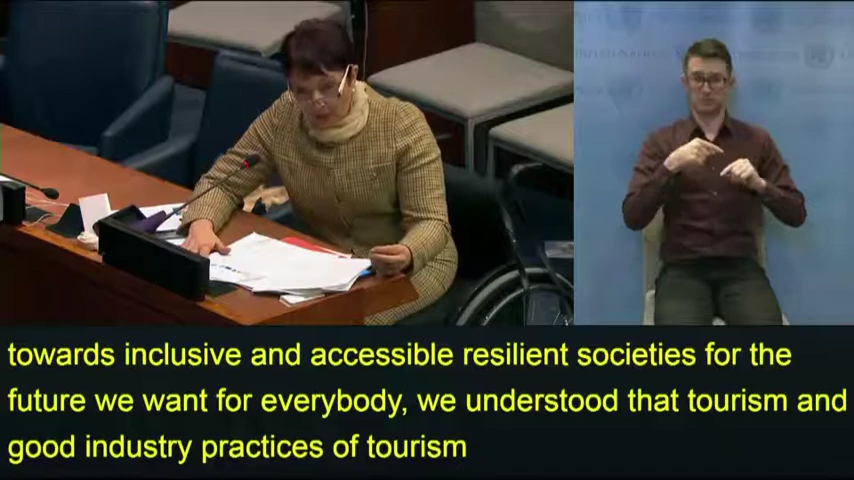 towards inclusive and accessible resilient societies for the
future we want for everybody, we understood that tourism and
good industry practices of tourism